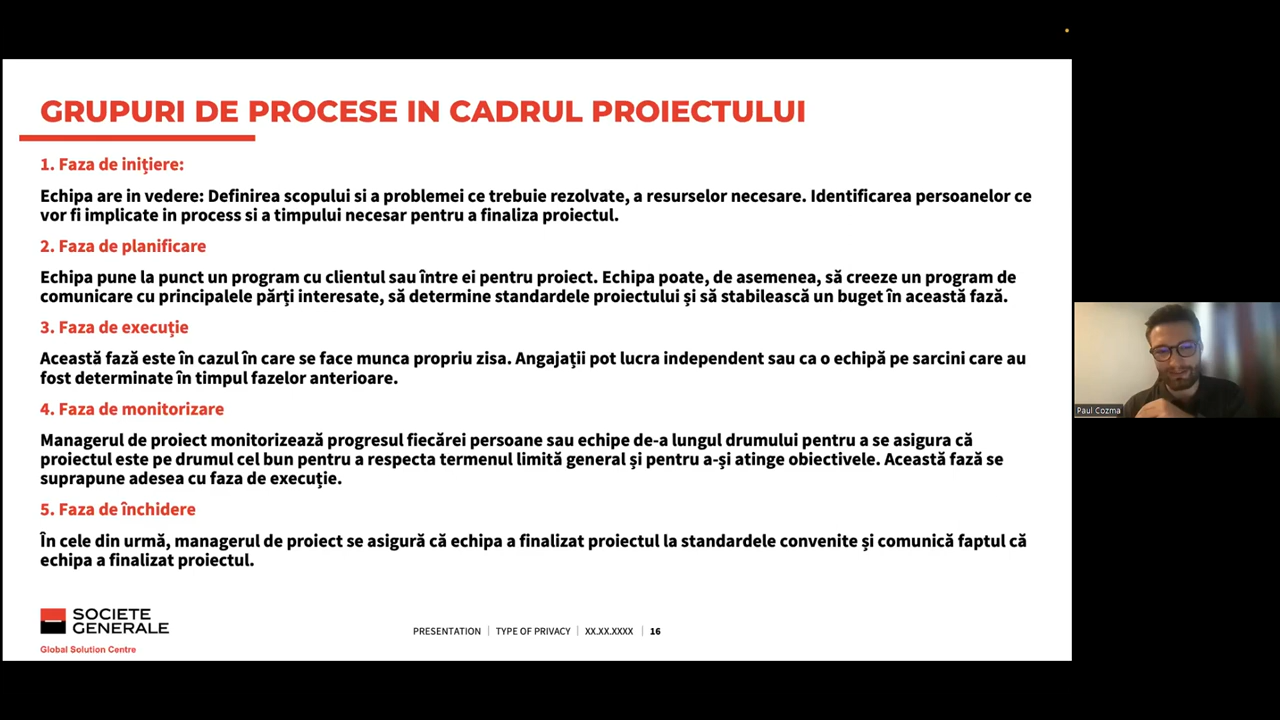 GRUPURI DE PROCESE IN CADRUL PROIECTULUI
1. Faza de inițiere:
Echipa are in vedere: Definirea scopului si a problemei ce trebuie rezolvate, a resurselor necesare. Identificarea persoanelor ce
vor fi implicate in process si a timpului necesar pentru a finaliza proiectul.
2. Faza de planificare
Echipa pune la punct un program cu clientul sau între ei pentru proiect. Echipa poate, de asemenea, să creeze un program de
comunicare cu principalele părți interesate, să determine standardele proiectului și să stabilească un buget în această fază.
3. Faza de execuție
Această fază este în cazul în care se face munca propriu zisa. Angajații pot lucra independent sau ca o echipă pe sarcini care au
fost determinate în timpul fazelor anterioare.
4. Faza de monitorizare
Managerul de proiect monitorizează progresul fiecărei persoane sau echipe de-a lungul drumului pentru a se asigura că
proiectul este pe drumul cel bun pentru a respecta termenul limită general și pentru a-și atinge obiectivele. Această fază se
suprapune adesea cu faza de execuție.
5. Faza de închidere
În cele din urmă, managerul de proiect se asigură că echipa a finalizat proiectul la standardele convenite și comunică faptul că
echipa a finalizat proiectul.
SOCIETE
GENERALE
Global Solution Centre
PRESENTATION | TYPE OF PRIVACY | XX.XX.XXXX | 16
Paul Cozma